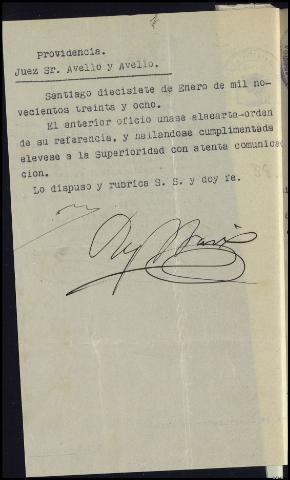 Providencia.
Juez Sr. Avello y Avello.
Santiago diecisiete de Enero de mil no-
vecientos treinta y ocho.
El anterior oficio unase alacarte-orden
de su referencia, y hallandose cumplimentada
elevese a la Superioridad con atenta comunica
cion.
Lo dispuso y rubrica S. S. y doy fe.